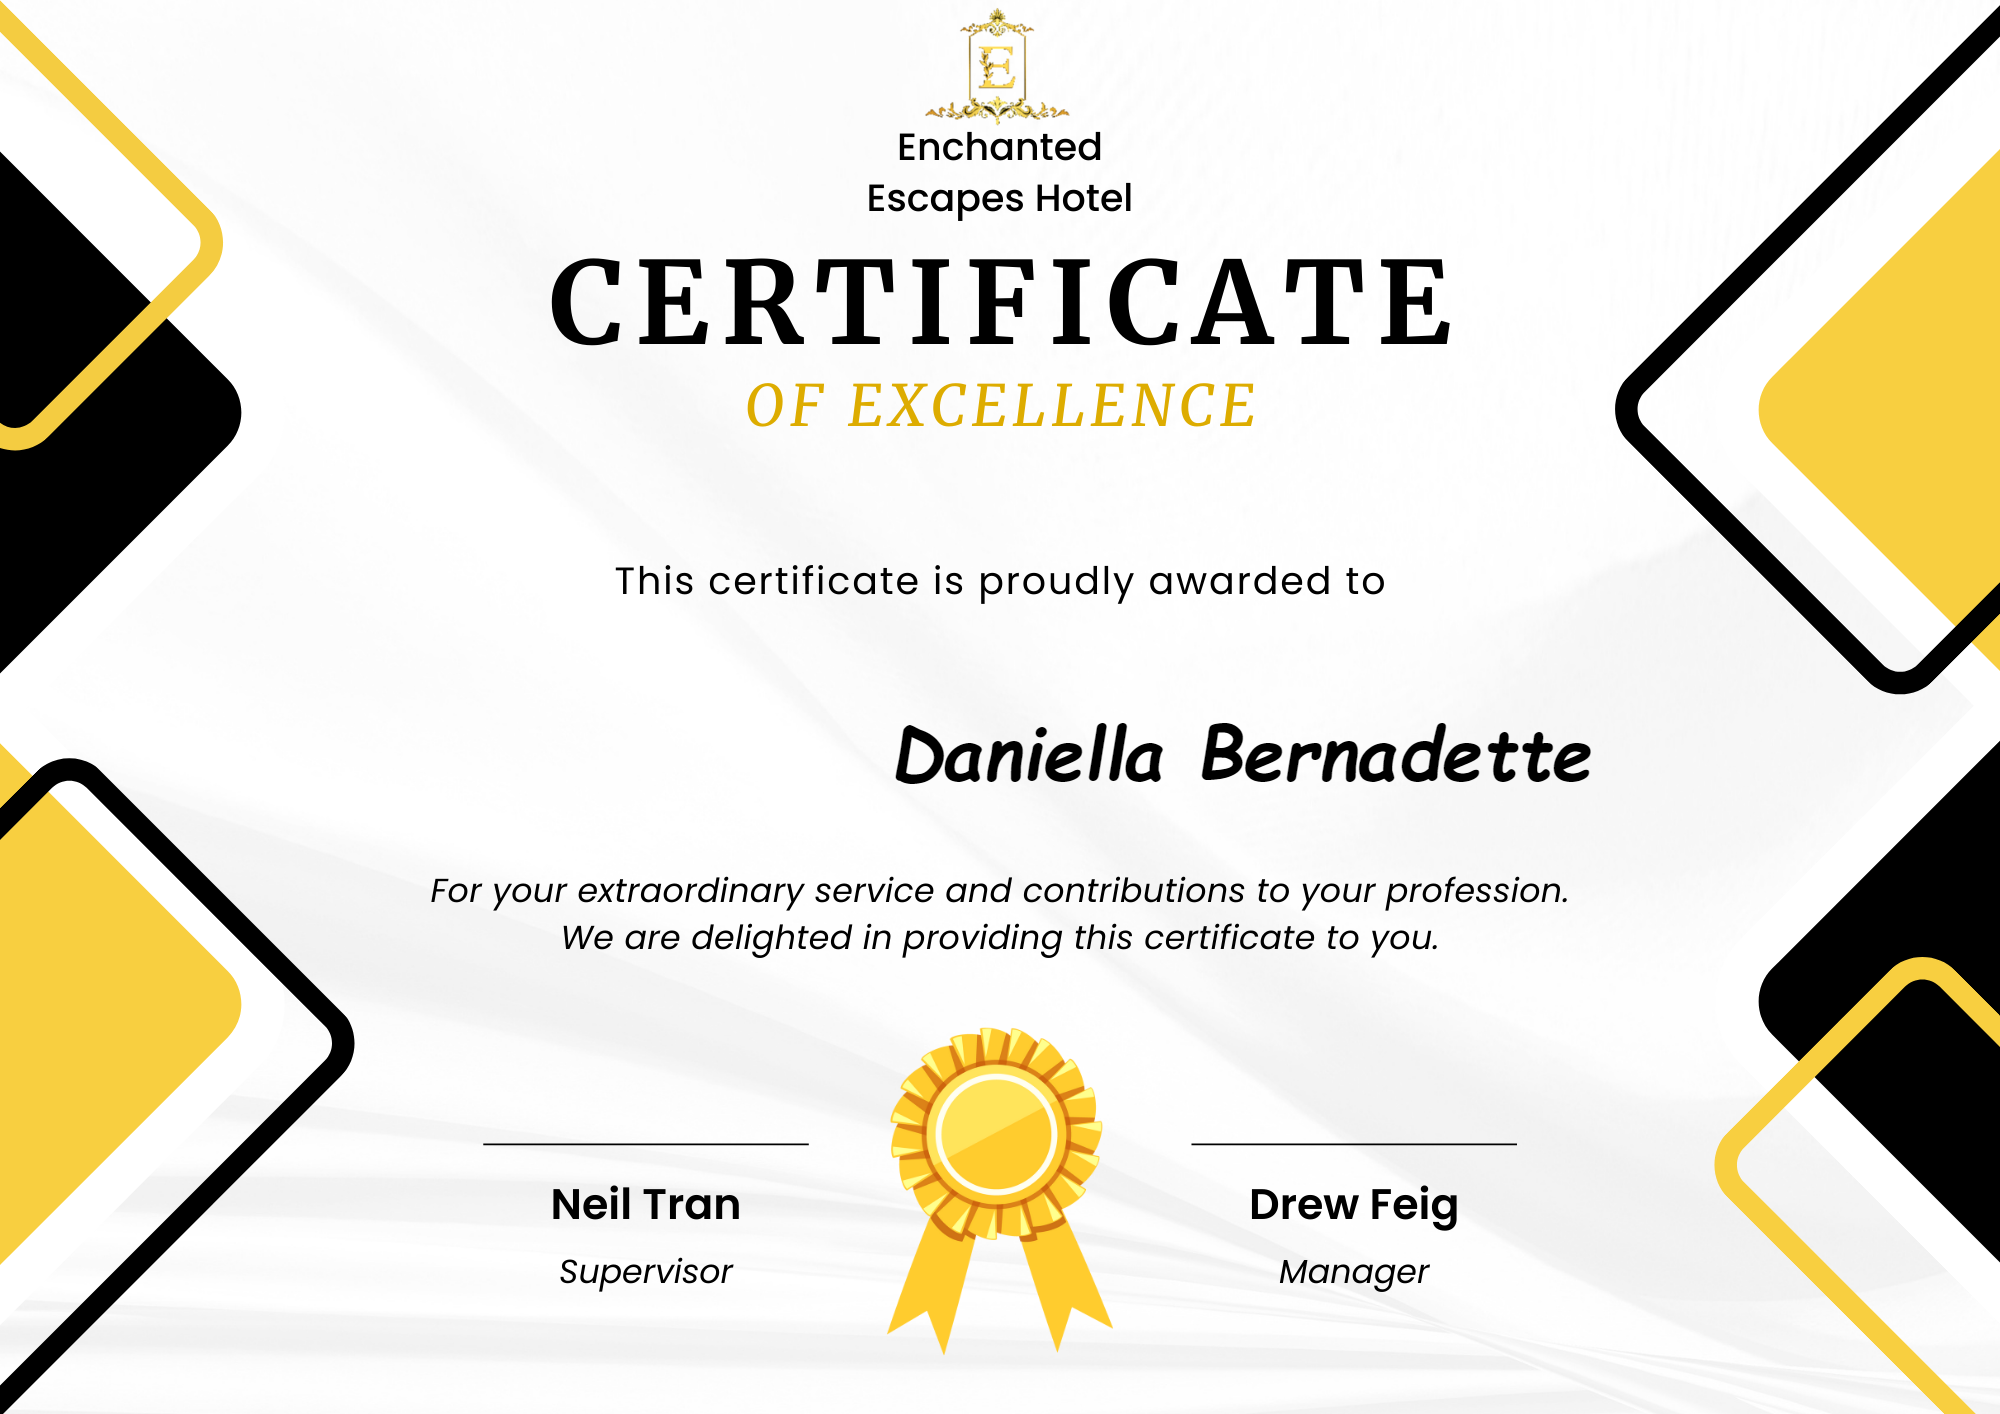 E
Enchanted
Escapes Hotel
CERTIFICATE
OF EXCELLENCE
This certificate is proudly awarded to
Daniella Bernadette
For your extraordinary service and contributions to your profession.
We are delighted in providing this certificate to you.
Neil Tran
Supervisor
Drew Feig
Manager